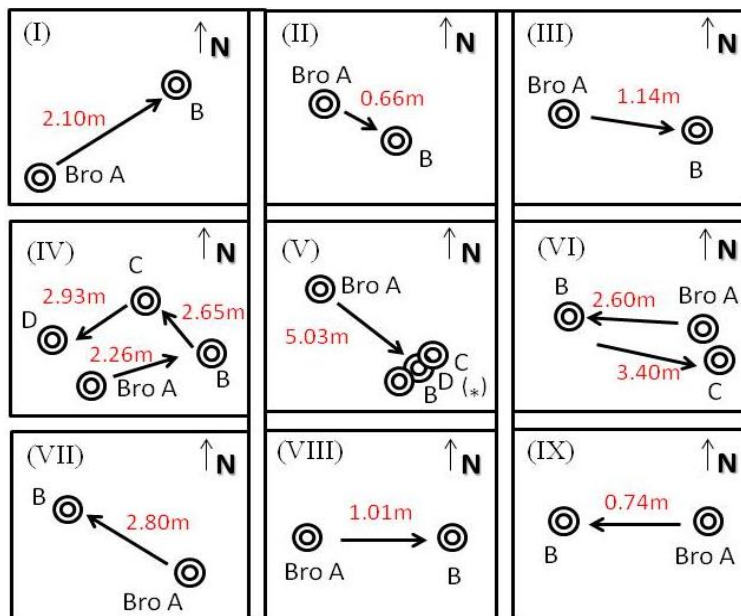 (I)
N
2.10m
B
Bro A
(II)
N
Bro A
0.66m
B
(III)
N
Bro A
1.14m
B
(IV)
N
C
2.93m
2.65m
D
2.26m
Bro A
B
(V)
N
Bro A
5.03m
C
D
B
(*)
(VI)
N
B
2.60m
Bro A
3.40m
C
(VII)
N
B
2.80m
Bro A
(VIII)
N
1.01m
Bro A
B
(IX)
N
0.74m
B
Bro A